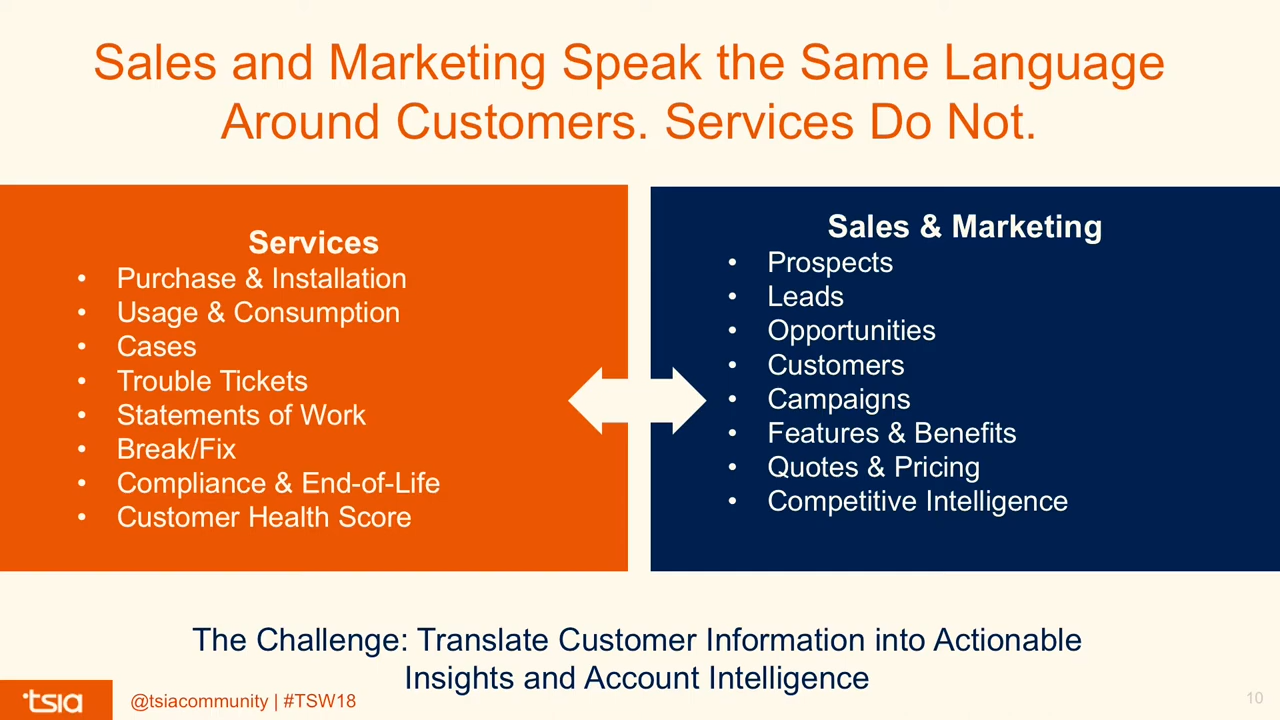 Sales and Marketing Speak the Same Language
Around Customers. Services Do Not.
Services
• Purchase & Installation
• Usage & Consumption
• Cases
• Trouble Tickets
• Statements of Work
• Break/Fix
• Compliance & End-of-Life
• Customer Health Score
Sales & Marketing
• Prospects
• Leads
• Opportunities
• Customers
• Campaigns
• Features & Benefits
• Quotes & Pricing
• Competitive Intelligence
The Challenge: Translate Customer Information into Actionable
Insights and Account Intelligence
tsia
@tsiacommunity | #TSW18
10